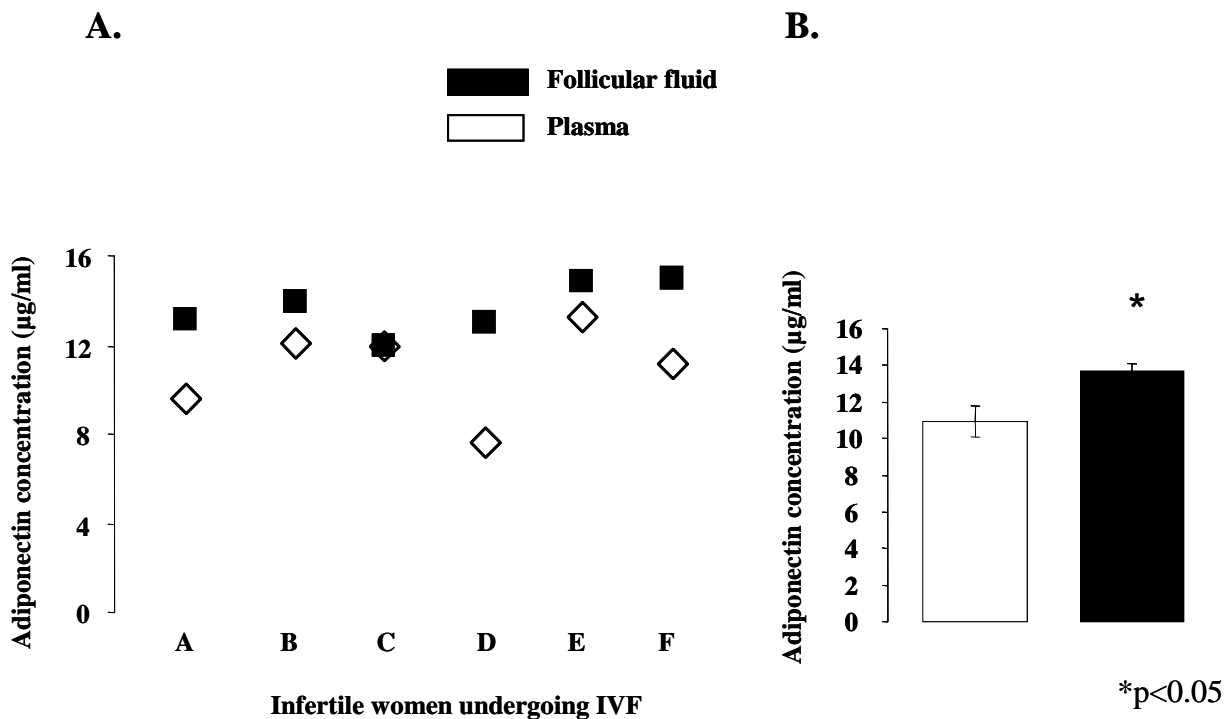 A.
B.
Follicular fluid
Plasma
Adiponectin concentration (µg/ml)
16
12
8
4
0
A B C D E F
Infertile women undergoing IVF
Adiponectin concentration (µg/ml)
*
16
14
12
10
8
6
4
2
0
*p<0.05